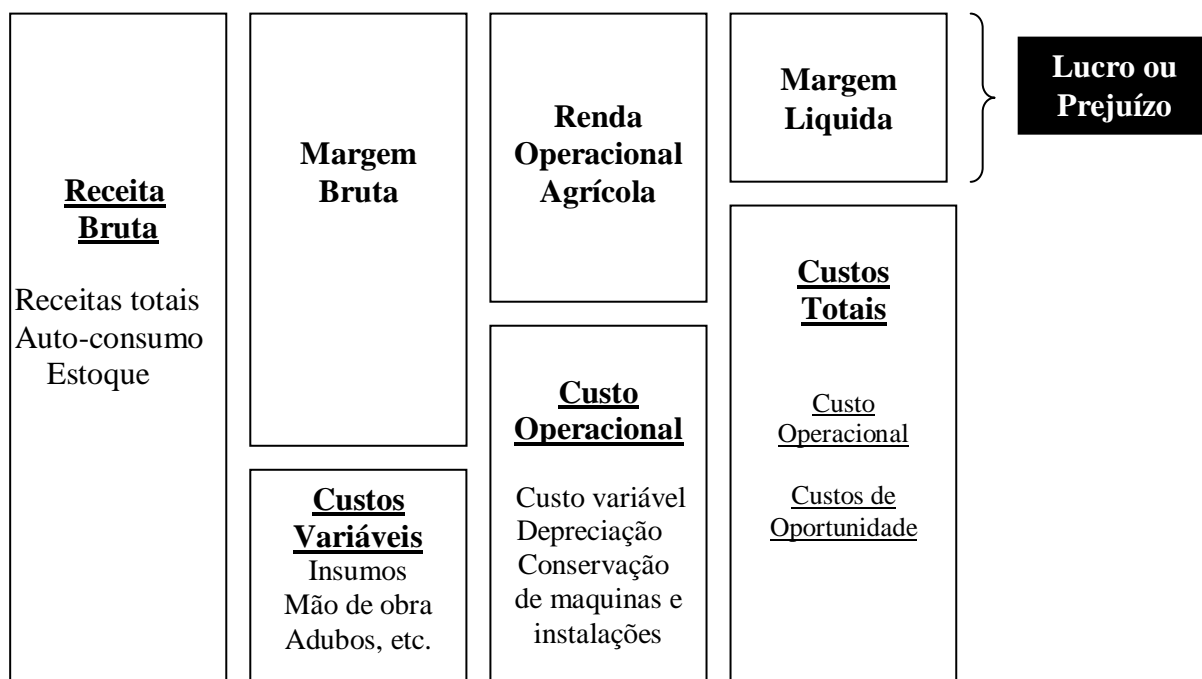 Receita
Bruta
Receitas totais
Auto-consumo
Estoque
Margem
Bruta
Custos
Variáveis
Insumos
Mão de obra
Adubos, etc.
Renda
Operacional
Agrícola
Custo
Operacional
Custo variável
Depreciação
Conservação
de maquinas e
instalações
Margem
Liquida
Custos
Totais
Custo
Operacional
Custos de
Oportunidade
Lucro ou
Prejuízo